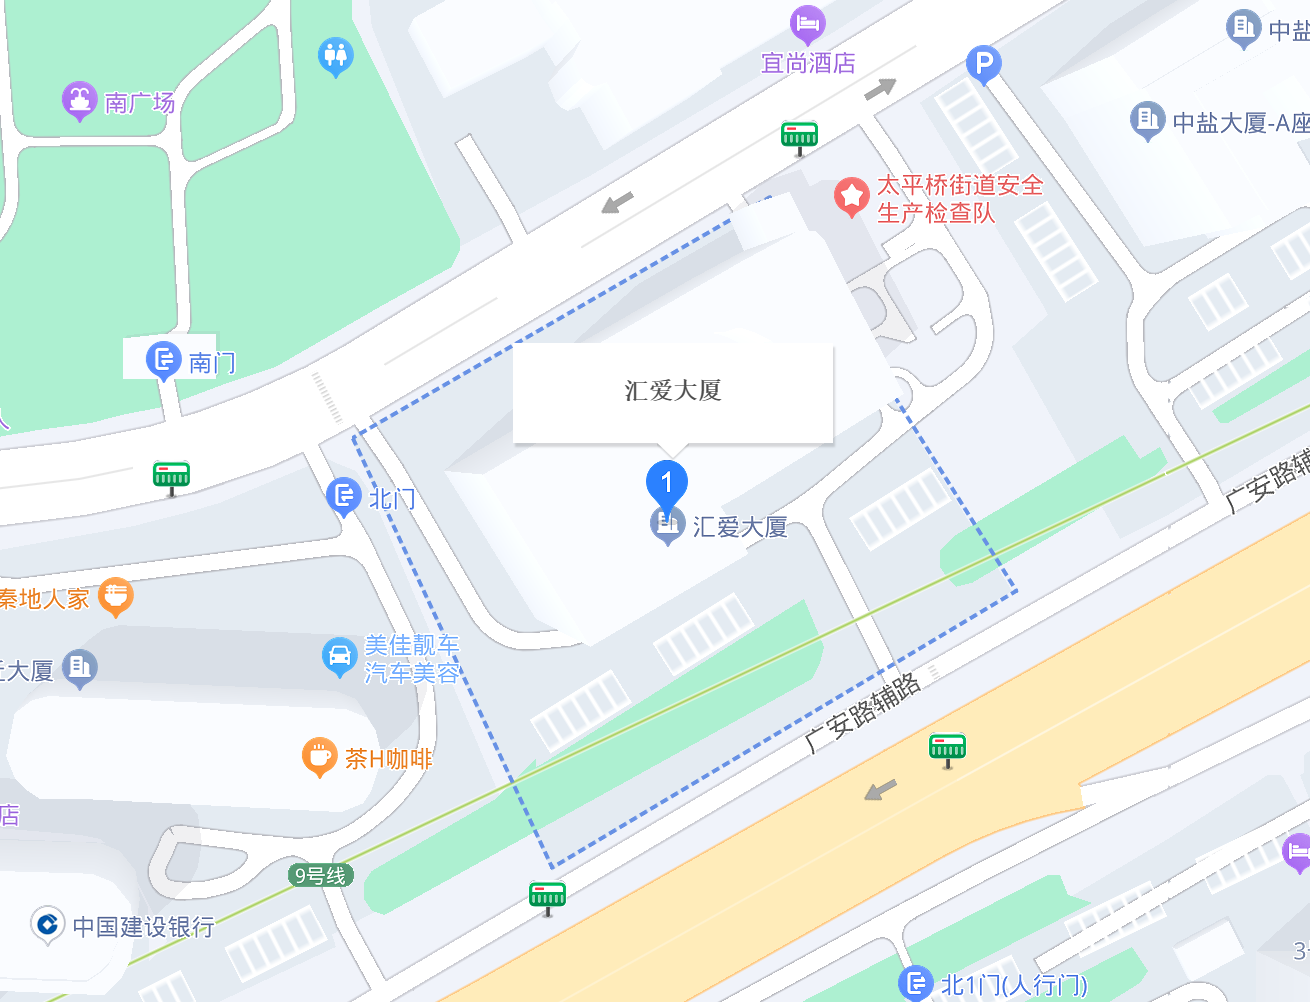 宜尚酒店
P
南广场
中盐大厦-A座
太平桥街道安全
生产检查队
南门
汇爱大厦
1
汇爱大厦
北门
广安路辅
秦地人家
美佳靓车
汽车美容
大厦
广安路辅路
茶H咖啡
店
9号线
中国建设银行
北1门(人行门)